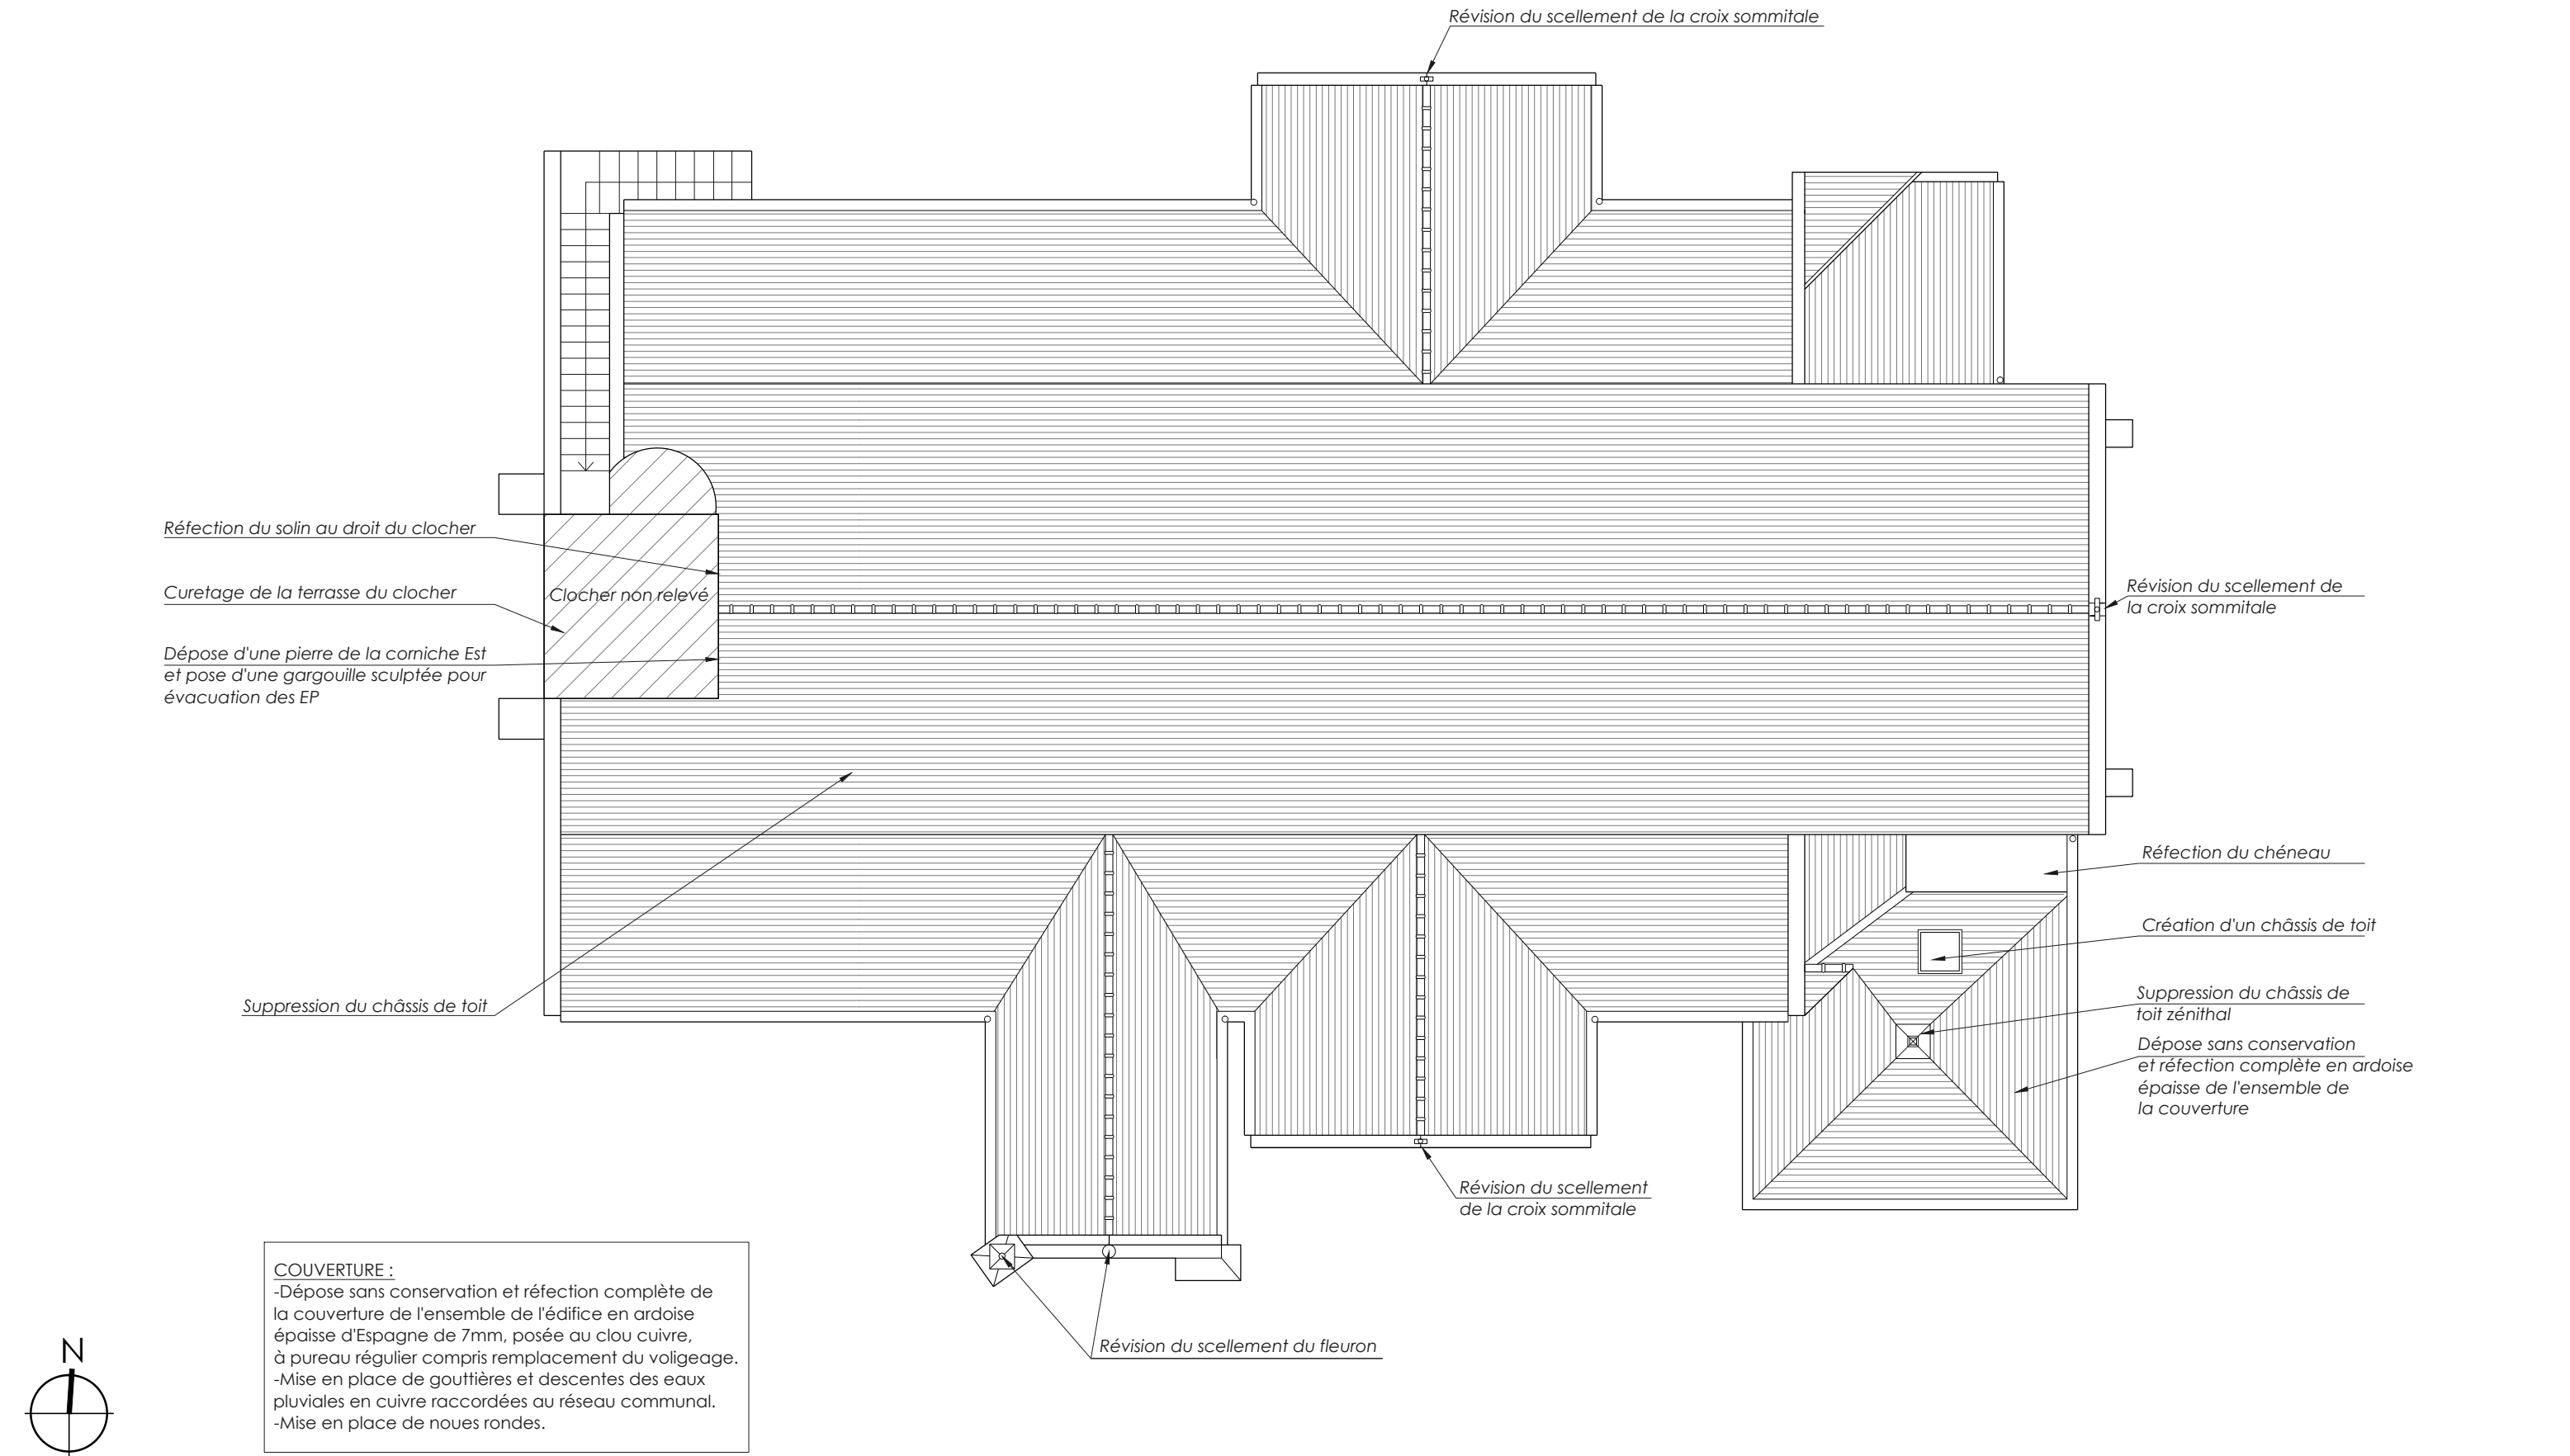 Révision du scellement de la croix sommitale
Réfection du solin au droit du clocher
Curetage de la terrasse du clocher
Clocher non relevé
Dépose d'une pierre de la corniche Est
et pose d'une gargouille sculptée pour
évacuation des EP
Révision du scellement de
la croix sommitale
Suppression du châssis de toit
Réfection du chéneau
Création d'un châssis de toit
Suppression du châssis de
toit zénithal
Dépose sans conservation
et réfection complète en ardoise
épaisse de l'ensemble de
la couverture
Révision du scellement
de la croix sommitale
Révision du scellement du fleuron
COUVERTURE :
-Dépose sans conservation et réfection complète de
la couverture de l'ensemble de l'édifice en ardoise
épaisse d'Espagne de 7mm, posée au clou cuivre,
à pureau régulier compris remplacement du voligeage.
-Mise en place de gouttières et descentes des eaux
pluviales en cuivre raccordées au réseau communal.
-Mise en place de noues rondes.
N